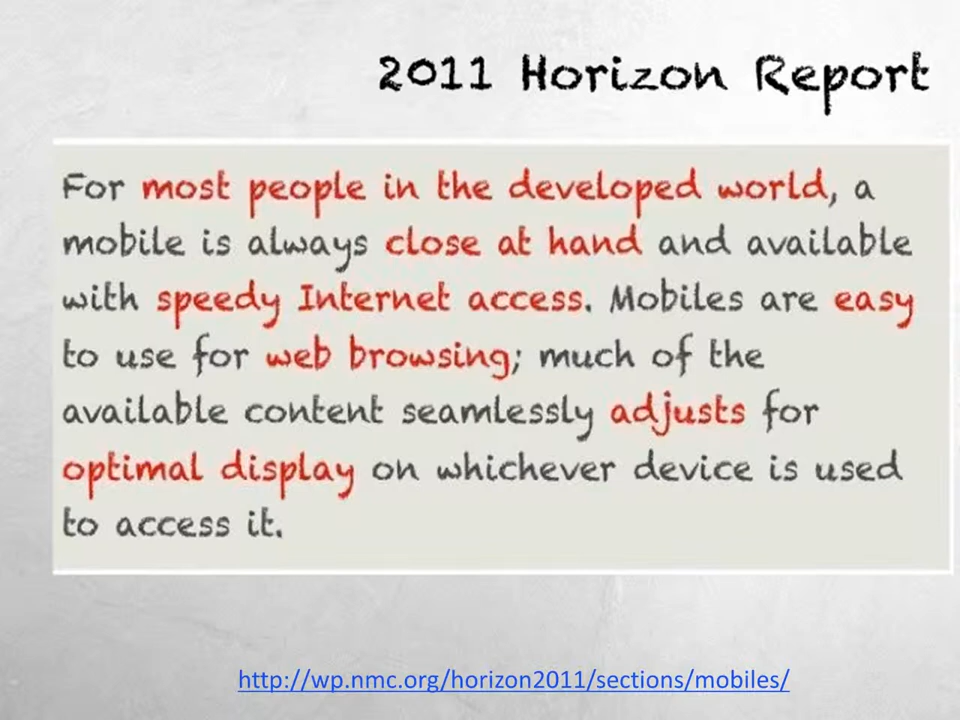 2011 Horizon Report
For most people in the developed world, a
mobile is always close at hand and available
with speedy Internet access. Mobiles are easy
to use for web browsing; much of the
available content seamlessly adjusts for
optimal display on whichever device is used
to access it.
http://wp.nmc.org/horizon2011/sections/mobiles/